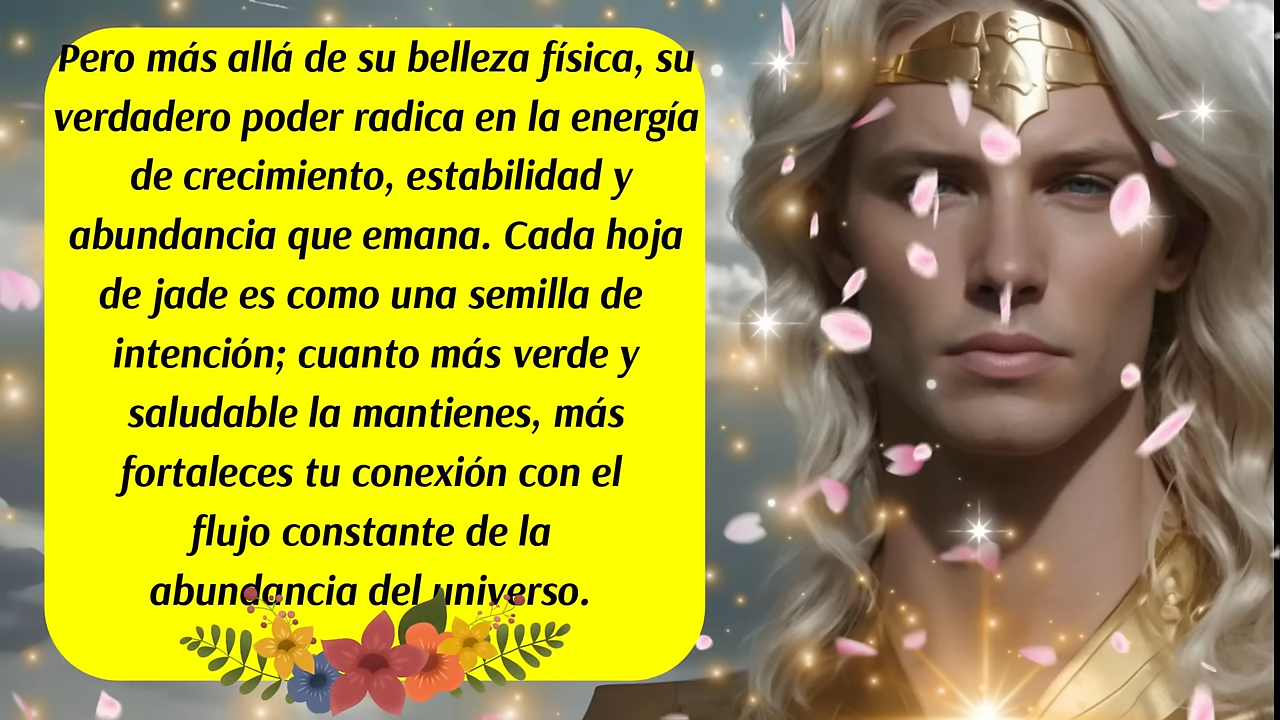 Pero más allá de su belleza física, su
verdadero poder radica en la energía
de crecimiento, estabilidad y
abundancia que emana. Cada hoja
de jade es como una semilla de
intención; cuanto más verde y
saludable la mantienes, más
fortaleces tu conexión con el
flujo constante de la
abundancia del universo.